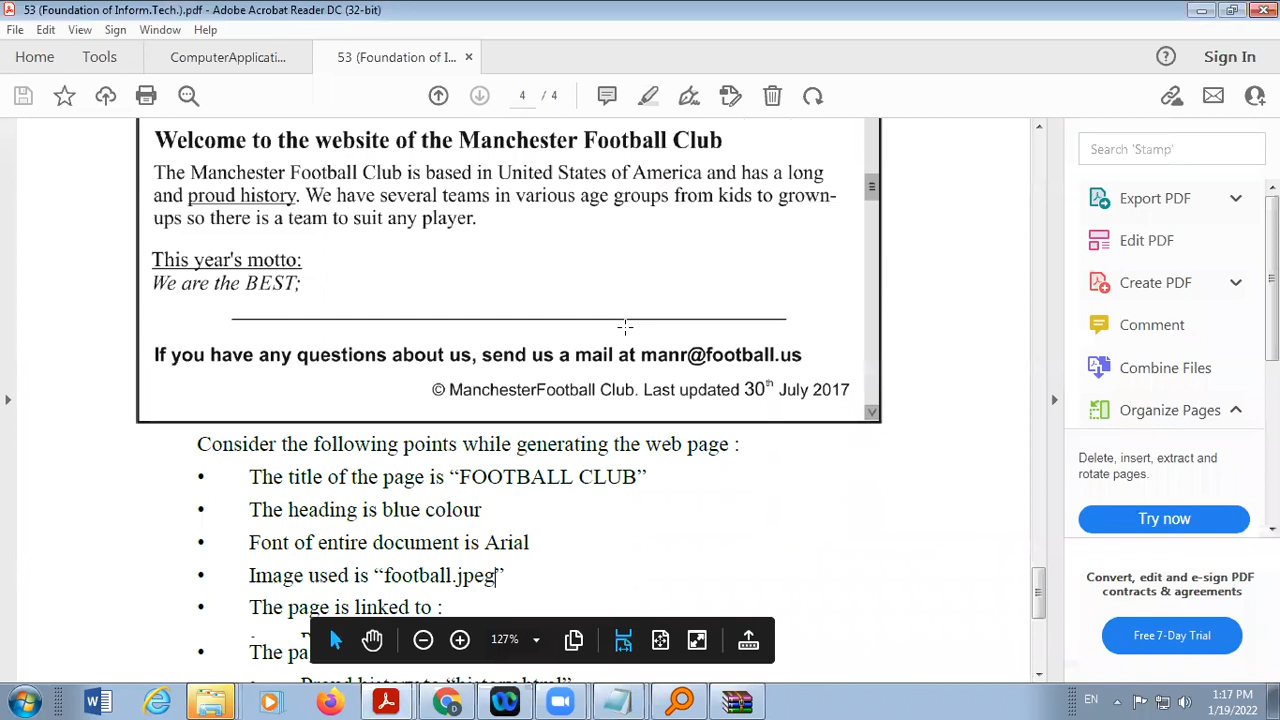 53 (Foundation of Inform.Tech.).pdf - Adobe Acrobat Reader DC (32-bit)
File Edit View Sign Window Help
Home Tools ComputerApplicati... 53 (Foundation of I... × Sign In
4 / 4
Welcome to the website of the Manchester Football Club
The Manchester Football Club is based in United States of America and has a long
and proud history. We have several teams in various age groups from kids to grown-
ups so there is a team to suit any player.
This year's motto:
We are the BEST;
If you have any questions about us, send us a mail at manr@football.us
© ManchesterFootball Club. Last updated 30th July 2017
Consider the following points while generating the web page :
• The title of the page is “FOOTBALL CLUB”
• The heading is blue colour
• Font of entire document is Arial
• Image used is “football.jpeg”
• The page is linked to :
• The pa
Proud history to “history.html”
127%
Search 'Stamp'
Export PDF
Edit PDF
Create PDF
Comment
Combine Files
Organize Pages
Delete, insert, extract and
rotate pages.
Try now
Convert, edit and e-sign PDF
contracts & agreements
Free 7-Day Trial
EN
1:17 PM
1/19/2022